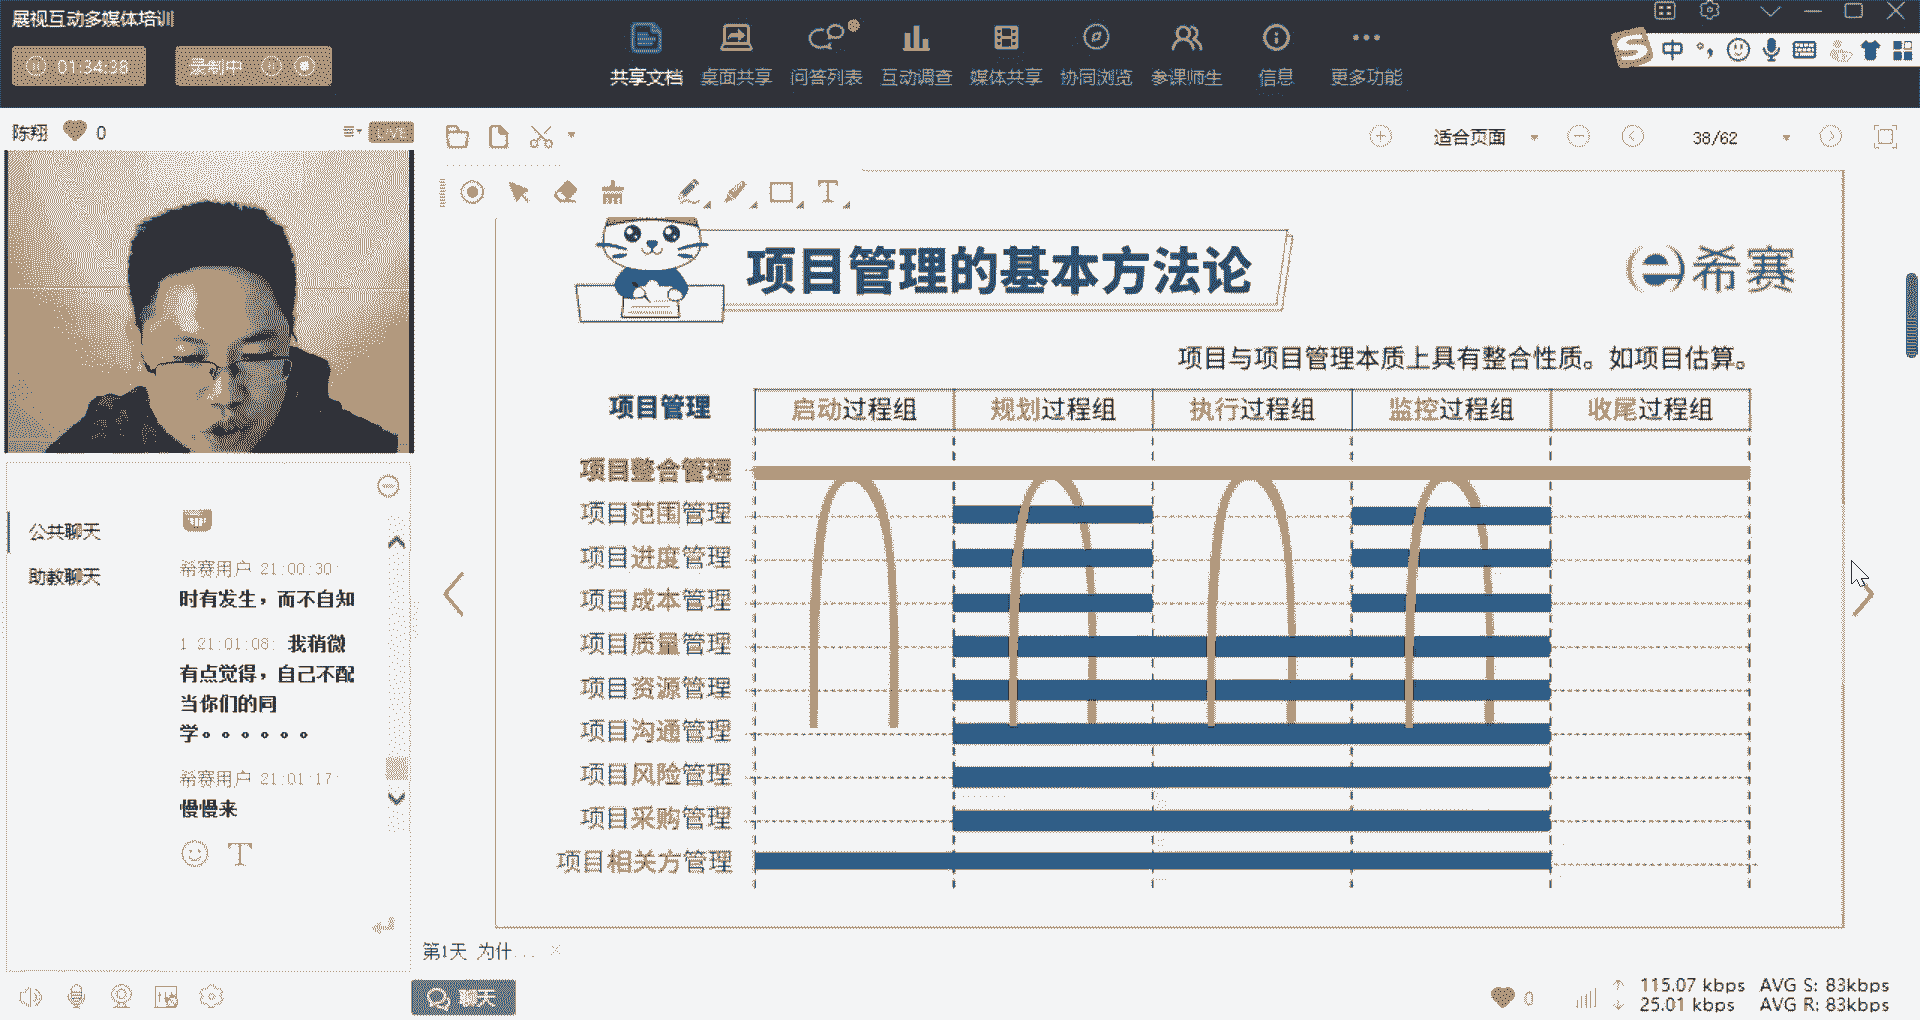 展视互动多媒体培训
01:34:38
录制中
共享文档 桌面共享 问答列表 互动调查 媒体共享 协同浏览 参课师生 信息 更多功能
中
陈翔 0
LIVE
适合页面
38/62
项目管理的基本方法论
希赛
项目与项目管理本质上具有整合性质。如项目估算。
项目管理 启动过程组 规划过程组 执行过程组 监控过程组 收尾过程组
项目整合管理
项目范围管理
项目进度管理
项目成本管理
项目质量管理
项目资源管理
项目沟通管理
项目风险管理
项目采购管理
项目相关方管理
公共聊天
助教聊天
希赛用户 21:00:30
时有发生，而不自知
1 21:01:08: 我稍微
有点觉得，自己不配
当你们的同
学。。。。。。
希赛用户 21:01:17
慢慢来
第1天 为什...
聊天
0
115.07 kbps AVG S: 83kbps
25.01 kbps AVG R: 83kbps